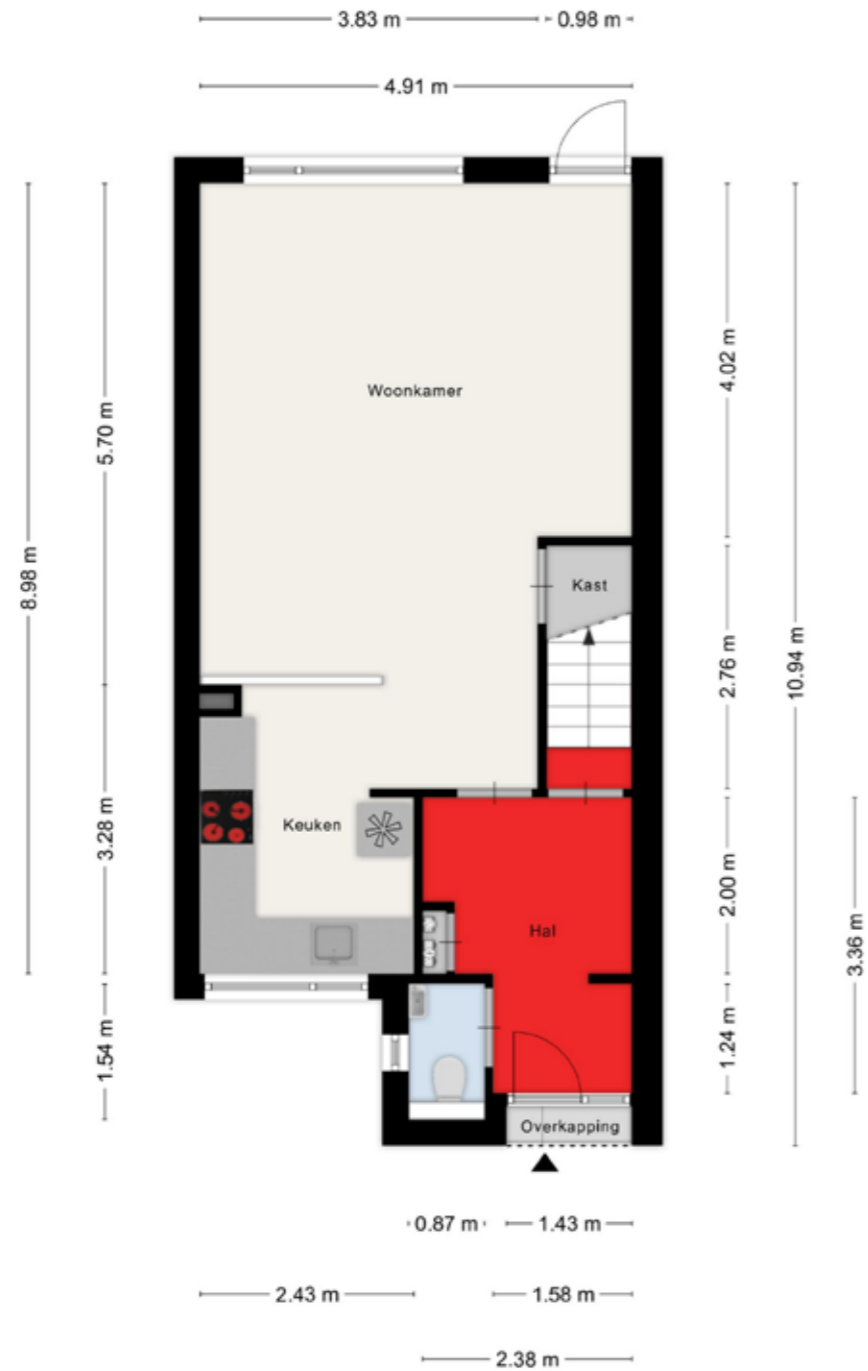 3.83 m
0.98 m
4.91 m
Woonkamer
4.02 m
5.70 m
8.98 m
Kast
2.76 m
10.94 m
Keuken
3.28 m
2.00 m
Hal
3.36 m
1.54 m
1.24 m
Overkapping
0.87 m
1.43 m
2.43 m
1.58 m
2.38 m